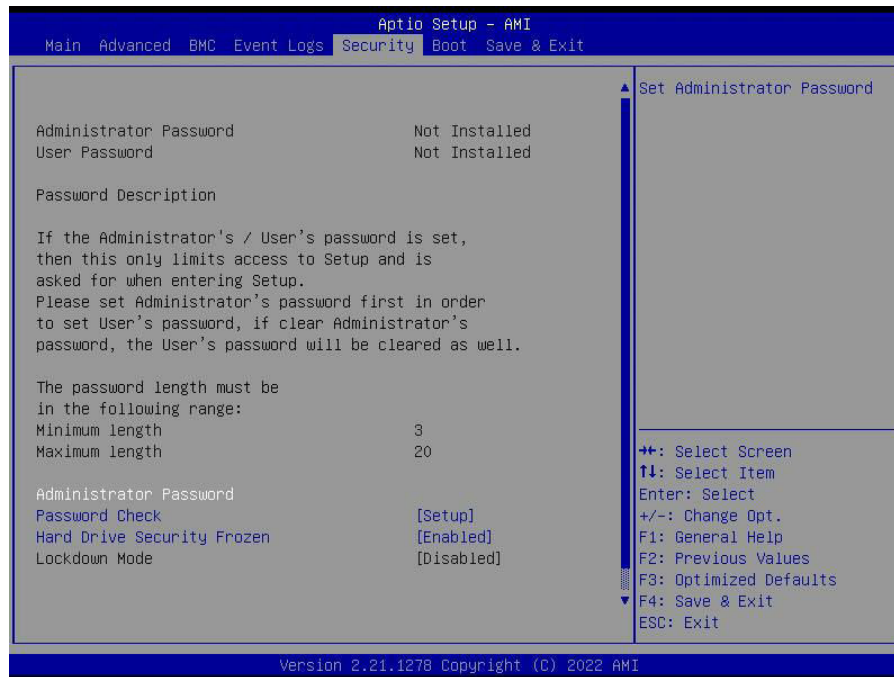 Aptio Setup – AMI
Main Advanced BMC Event Logs Security Boot Save & Exit
Administrator Password Not Installed
User Password Not Installed
Password Description
If the Administrator's / User's password is set,
then this only limits access to Setup and is
asked for when entering Setup.
Please set Administrator's password first in order
to set User's password, if clear Administrator's
password, the User's password will be cleared as well.
The password length must be
in the following range:
Minimum length 3
Maximum length 20
Administrator Password
Password Check [Setup]
Hard Drive Security Frozen [Enabled]
Lockdown Mode [Disabled]
Set Administrator Password
→←: Select Screen
↑↓: Select Item
Enter: Select
+/-: Change Opt.
F1: General Help
F2: Previous Values
F3: Optimized Defaults
F4: Save & Exit
ESC: Exit
Version 2.21.1278 Copyright (C) 2022 AMI